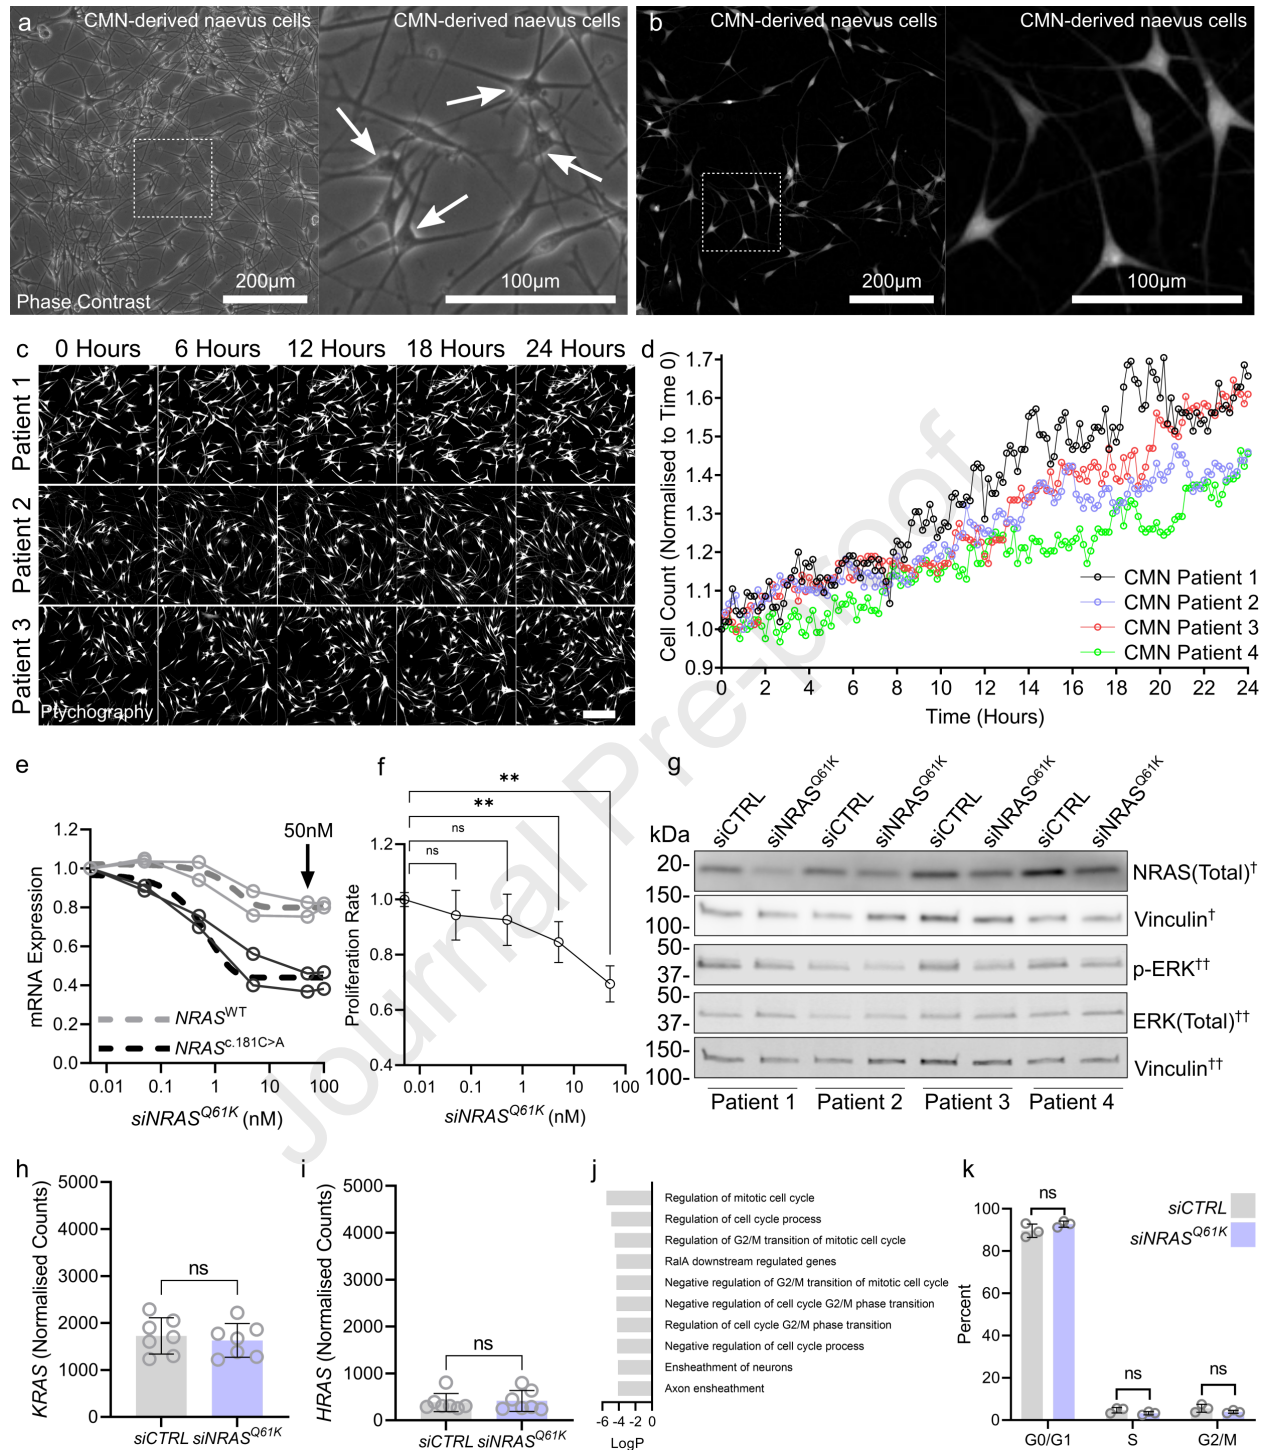 a
CMN-derived naevus cells
CMN-derived naevus cells
Phase Contrast
200µm
100µm
b
CMN-derived naevus cells
CMN-derived naevus cells
200µm
100µm
c
0 Hours
6 Hours
12 Hours
18 Hours
24 Hours
Patient 1
Patient 2
Patient 3
Ptychography
d
Cell Count (Normalised to Time 0)
1.7
1.6
1.5
1.4
1.3
1.2
1.1
1.0
0.9
0 2 4 6 8 10 12 14 16 18 20 22 24
Time (Hours)
CMN Patient 1
CMN Patient 2
CMN Patient 3
CMN Patient 4
Journal Pre-proof
e
mRNA Expression
1.2
1.0
0.8
0.6
0.4
0.2
0.0
50nM
NRAS^WT
NRAS^c.181C>A
0.01 0.1 1 10 100
siNRAS^Q61K (nM)
f
Proliferation Rate
1.2
1.0
0.8
0.6
0.4
**
**
ns
ns
0.01 0.1 1 10 100
siNRAS^Q61K (nM)
g
kDa
siCTRL
siNRAS^Q61K
siCTRL
siNRAS^Q61K
siCTRL
siNRAS^Q61K
siCTRL
siNRAS^Q61K
20-
NRAS(Total)†
150-
100-
Vinculin†
50-
37-
p-ERK††
50-
37-
ERK(Total)††
150-
100-
Vinculin††
Patient 1
Patient 2
Patient 3
Patient 4
h
KRAS (Normalised Counts)
5000
4000
3000
2000
1000
0
ns
siCTRL siNRAS^Q61K
i
HRAS (Normalised Counts)
5000
4000
3000
2000
1000
0
ns
siCTRL siNRAS^Q61K
j
Regulation of mitotic cell cycle
Regulation of cell cycle process
Regulation of G2/M transition of mitotic cell cycle
RalA downstream regulated genes
Negative regulation of G2/M transition of mitotic cell cycle
Negative regulation of cell cycle G2/M phase transition
Regulation of cell cycle G2/M phase transition
Negative regulation of cell cycle process
Ensheathment of neurons
Axon ensheathment
-6 -4 -2 0
LogP
k
Percent
100
80
60
40
20
0
ns
ns
ns
siCTRL
siNRAS^Q61K
G0/G1
S
G2/M